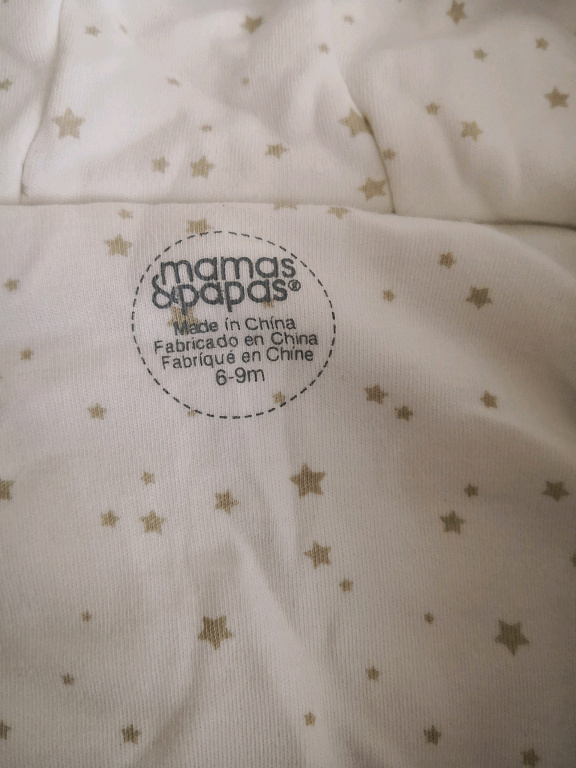 mamas
&papas®
Made in China
Fabricado en China
Fabriqué en Chine
6-9m